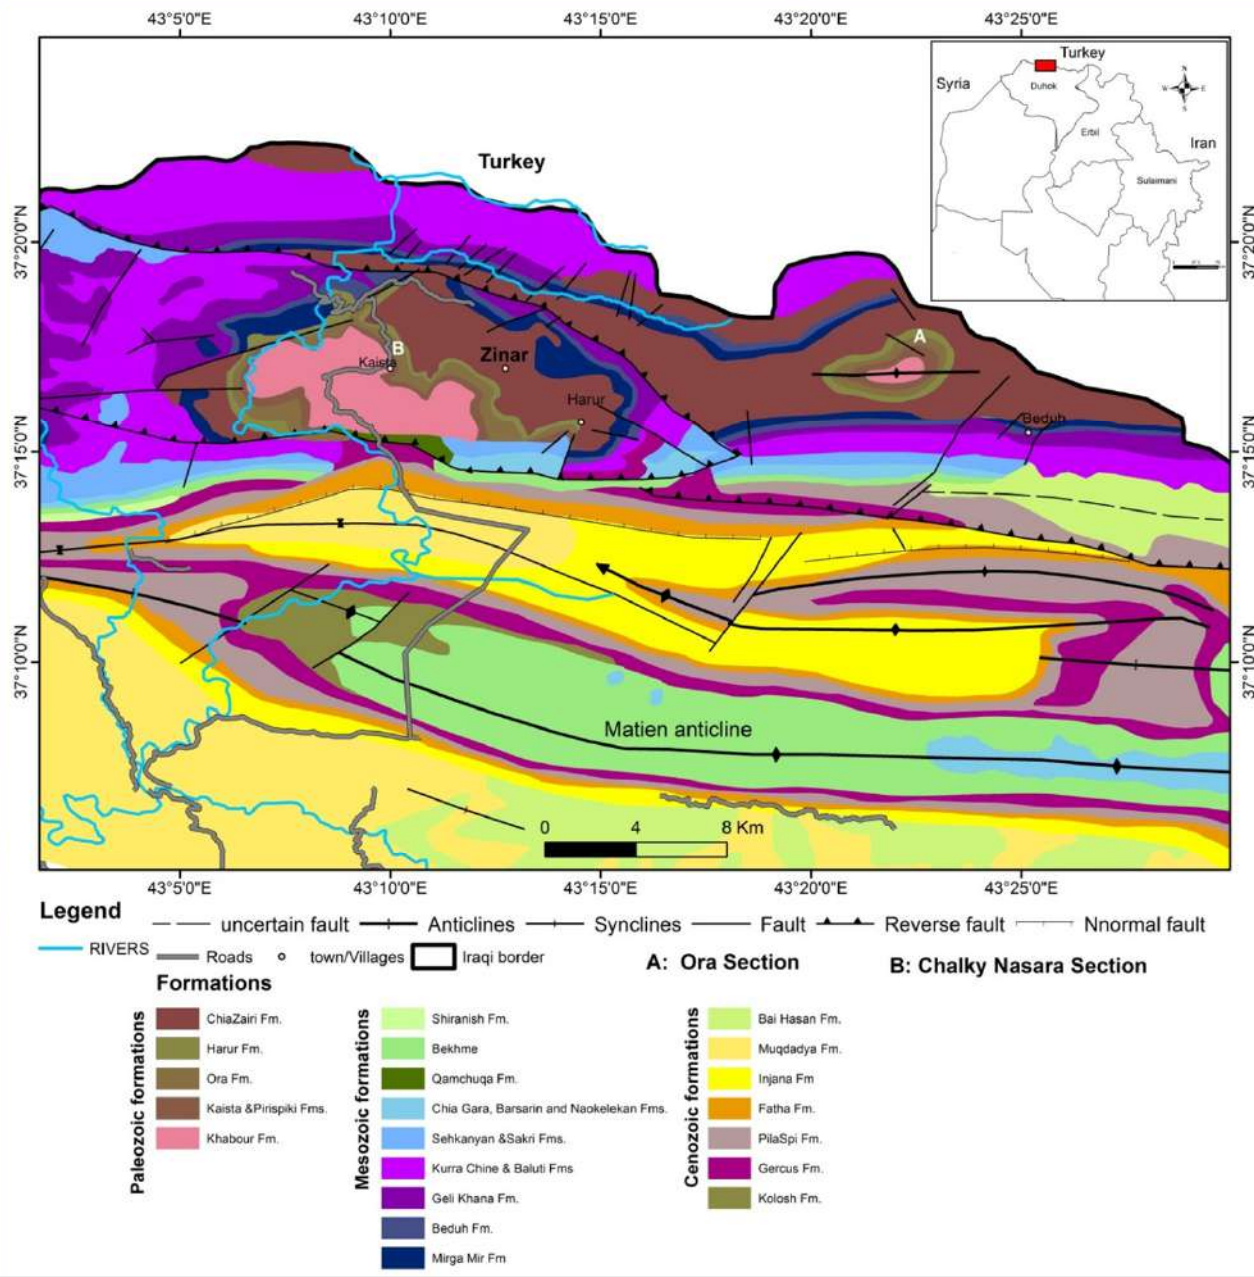 43°5'0"E 43°10'0"E 43°15'0"E 43°20'0"E 43°25'0"E
Turkey
Syria
Duhok
N
W E
S
Erbil
Iran
Sulaimani
Turkey
37°20'0"N 37°20'0"N
A
B
Kaista
Zinar
Harur
Beduh
37°15'0"N 37°15'0"N
37°10'0"N 37°10'0"N
Matien anticline
0 4 8 Km
43°5'0"E 43°10'0"E 43°15'0"E 43°20'0"E 43°25'0"E
Legend
uncertain fault Anticlines Synclines Fault Reverse fault Nnormal fault
RIVERS Roads town/Villages Iraqi border
A: Ora Section B: Chalky Nasara Section
Formations
Paleozoic formations
ChiaZairi Fm.
Harur Fm.
Ora Fm.
Kaista &Pirispiki Fms.
Khabour Fm.
Mesozoic formations
Shiranish Fm.
Bekhme
Qamchuqa Fm.
Chia Gara, Barsarin and Naokelekan Fms.
Sehkanyan &Sakri Fms.
Kurra Chine & Baluti Fms
Geli Khana Fm.
Beduh Fm.
Mirga Mir Fm
Cenozoic formations
Bai Hasan Fm.
Muqdadya Fm.
Injana Fm
Fatha Fm.
PilaSpi Fm.
Gercus Fm.
Kolosh Fm.